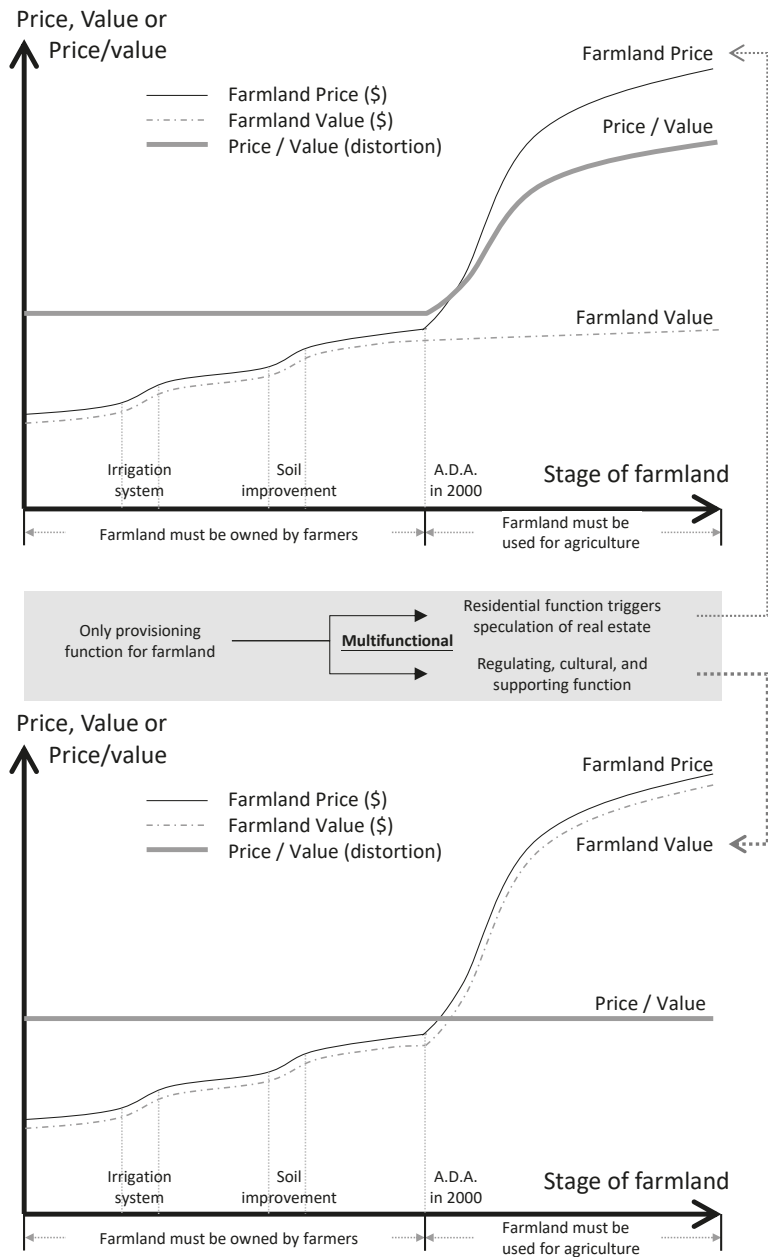 Price, Value or
Price/value
Farmland Price
Farmland Price ($)
Farmland Value ($)
Price / Value (distortion)
Price / Value
Farmland Value
Irrigation
system
Soil
improvement
A.D.A.
in 2000
Stage of farmland
Farmland must be owned by farmers
Farmland must be
used for agriculture
Only provisioning
function for farmland
Multifunctional
Residential function triggers
speculation of real estate
Regulating, cultural, and
supporting function
Price, Value or
Price/value
Farmland Price
Farmland Price ($)
Farmland Value ($)
Price / Value (distortion)
Farmland Value
Price / Value
Irrigation
system
Soil
improvement
A.D.A.
in 2000
Stage of farmland
Farmland must be owned by farmers
Farmland must be
used for agriculture